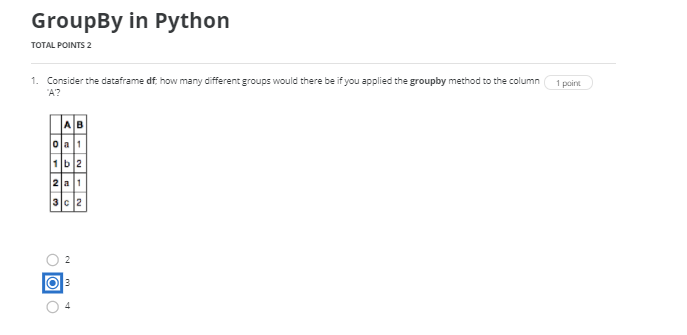 GroupBy in Python
TOTAL POINTS 2
1. Consider the dataframe df; how many different groups would there be if you applied the groupby method to the column 1 point
'A'?
A B
0 a 1
1 b 2
2 a 1
3 c 2
2
3
4